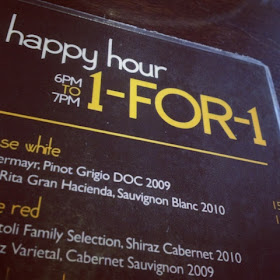 happy hour
6PM
TO
7PM
1-FOR-1
se white
ermayr, Pinot Grigio DOC 2009
Rita Gran Hacienda, Sauvignon Blanc 2010
e red
toli Family Selection, Shiraz Cabernet 2010
z Varietal, Cabernet Sauvignon 2009